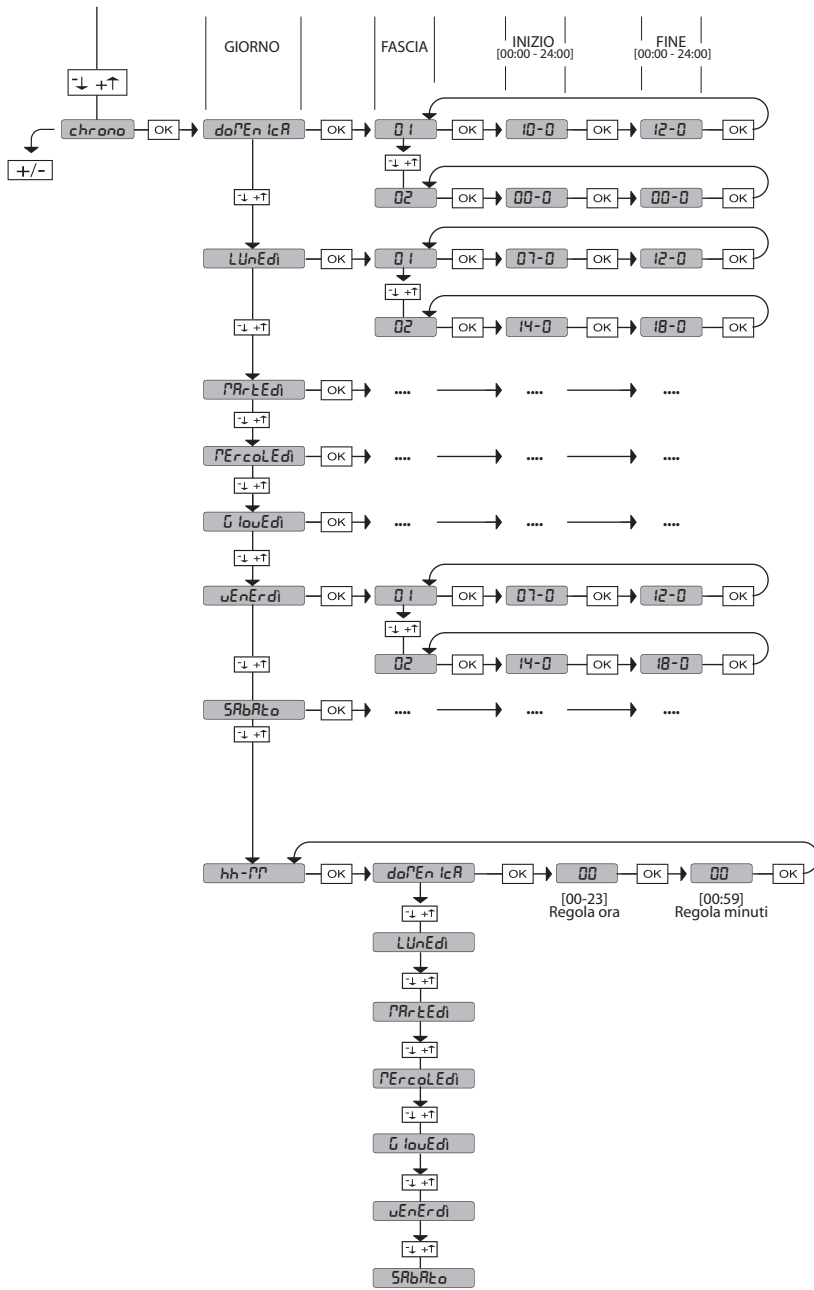 GIORNO FASCIA INIZIO FINE
[00:00 - 24:00] [00:00 - 24:00]
-↓ +↑
chrono OK doMEnIcA OK 01 OK 10-0 OK 12-0 OK
+/-
-↓ +↑
-↓ +↑ 02 OK 00-0 OK 00-0 OK
LUnEdì OK 01 OK 07-0 OK 12-0 OK
-↓ +↑
-↓ +↑ 02 OK 14-0 OK 18-0 OK
MArtEdì OK .... .... ....
-↓ +↑
MErcoLEdì OK .... .... ....
-↓ +↑
GIovEdì OK .... .... ....
-↓ +↑
vEnErdì OK 01 OK 07-0 OK 12-0 OK
-↓ +↑
-↓ +↑ 02 OK 14-0 OK 18-0 OK
SAbAto OK .... .... ....
-↓ +↑
hh-MM OK doMEnIcA OK 00 OK 00 OK
[00-23] [00:59]
Regola ora Regola minuti
-↓ +↑
LUnEdì
-↓ +↑
MArtEdì
-↓ +↑
MErcoLEdì
-↓ +↑
GIovEdì
-↓ +↑
vEnErdì
-↓ +↑
SAbAto